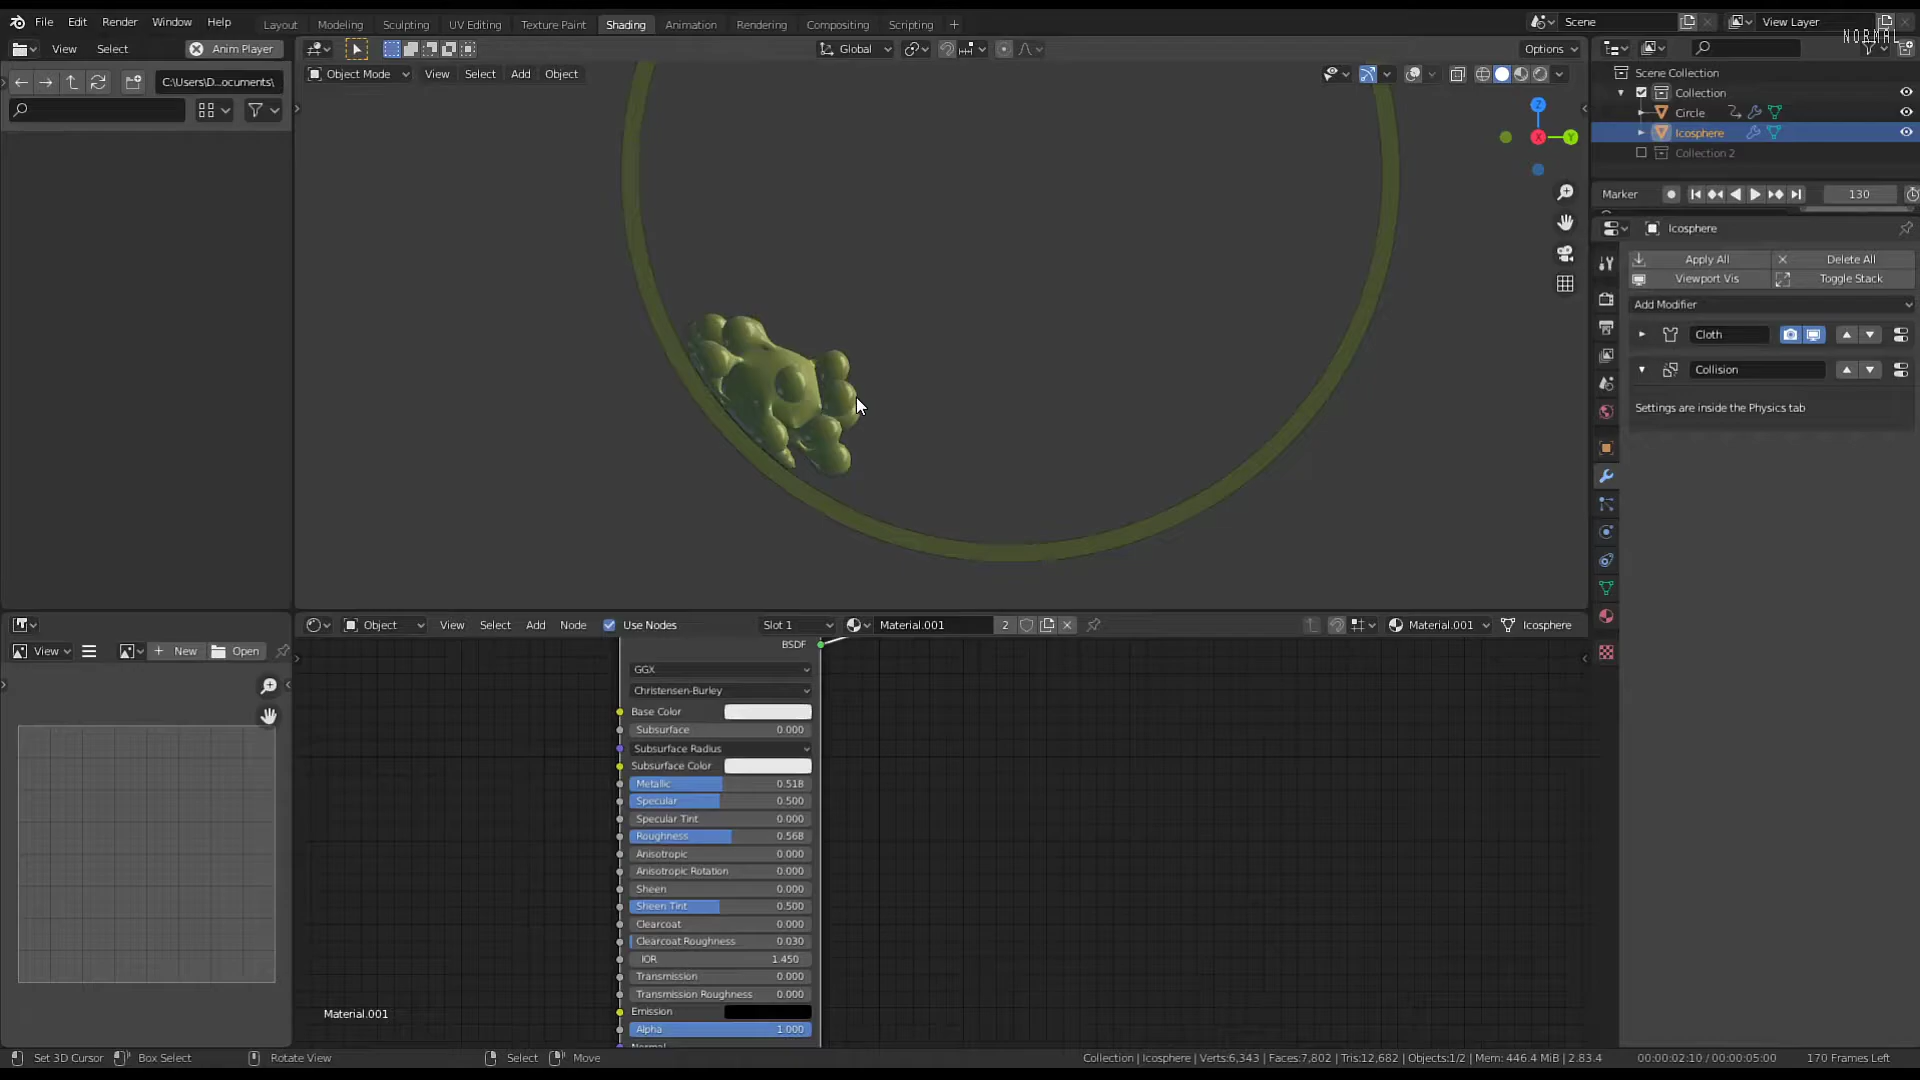 File Edit Render Window Help Layout Modeling Sculpting UV Editing Texture Paint Shading Animation Rendering Compositing Scripting + Scene View Layer
NORMAL
View Select Anim Player Global Options
C:\Users\D...ocuments\ Object Mode View Select Add Object
Scene Collection
Collection
Circle
Icosphere
Collection 2
Z
X
Y
Marker 130
Icosphere
Apply All Delete All
Viewport Vis Toggle Stack
Add Modifier
Cloth
Collision
Settings are inside the Physics tab
Object View Select Add Node Use Nodes Slot 1 Material.001 2 Material.001 Icosphere
View New Open
BSDF
GGX
Christensen-Burley
Base Color
Subsurface 0.000
Subsurface Radius
Subsurface Color
Metallic 0.518
Specular 0.500
Specular Tint 0.000
Roughness 0.568
Anisotropic 0.000
Anisotropic Rotation 0.000
Sheen 0.000
Sheen Tint 0.500
Clearcoat 0.000
Clearcoat Roughness 0.030
IOR 1.450
Transmission 0.000
Transmission Roughness 0.000
Emission
Alpha 1.000
Normal
Material.001
Set 3D Cursor Box Select Rotate View Select Move Collection | Icosphere | Verts:6,343 | Faces:7,802 | Tris:12,682 | Objects:1/2 | Mem: 446.4 MiB | 2.83.4 00:00:02:10 / 00:00:05:00 170 Frames Left